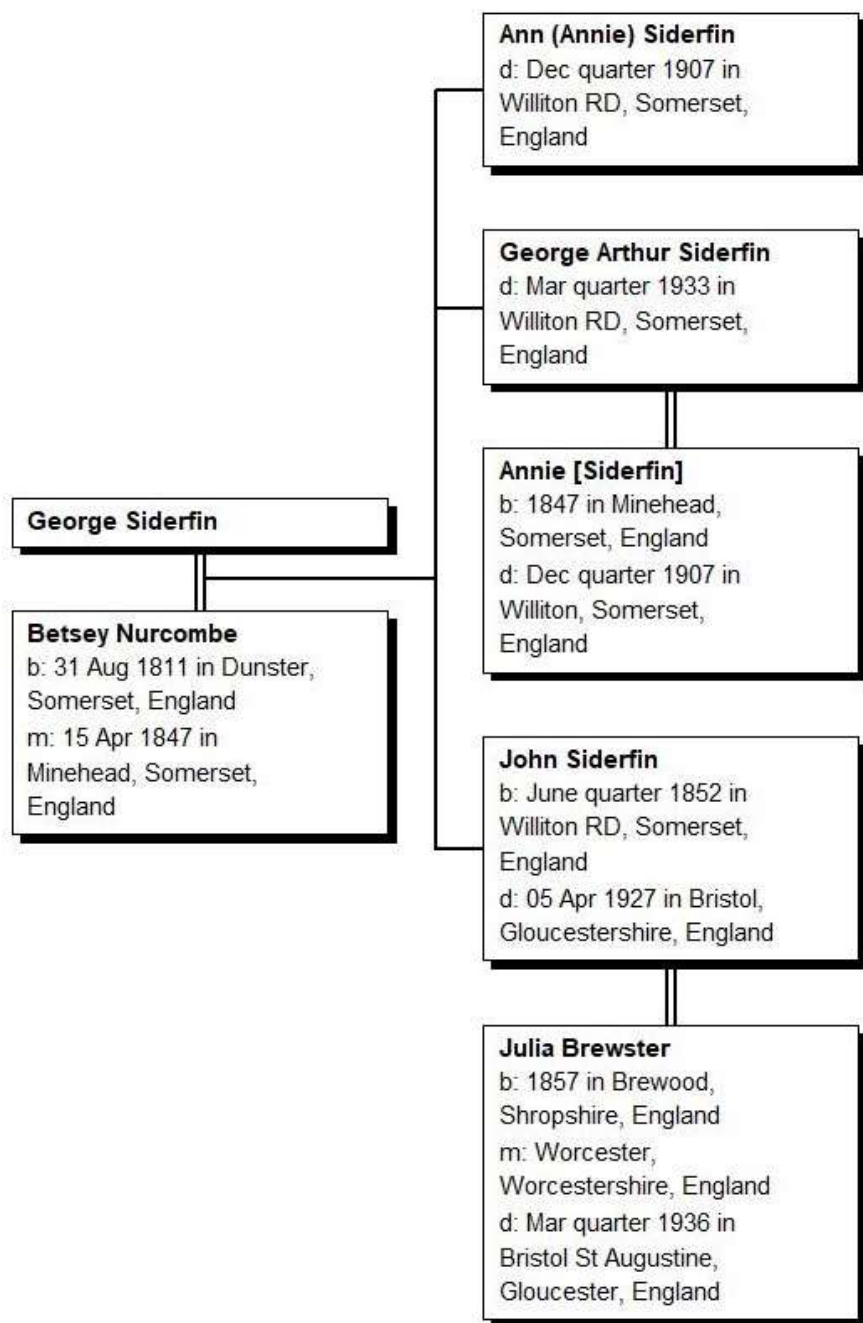 Ann (Annie) Siderfin
d: Dec quarter 1907 in
Williton RD, Somerset,
England
George Arthur Siderfin
d: Mar quarter 1933 in
Williton RD, Somerset,
England
Annie [Siderfin]
b: 1847 in Minehead,
Somerset, England
d: Dec quarter 1907 in
Williton, Somerset,
England
George Siderfin
Betsey Nurcombe
b: 31 Aug 1811 in Dunster,
Somerset, England
m: 15 Apr 1847 in
Minehead, Somerset,
England
John Siderfin
b: June quarter 1852 in
Williton RD, Somerset,
England
d: 05 Apr 1927 in Bristol,
Gloucestershire, England
Julia Brewster
b: 1857 in Brewood,
Shropshire, England
m: Worcester,
Worcestershire, England
d: Mar quarter 1936 in
Bristol St Augustine,
Gloucester, England